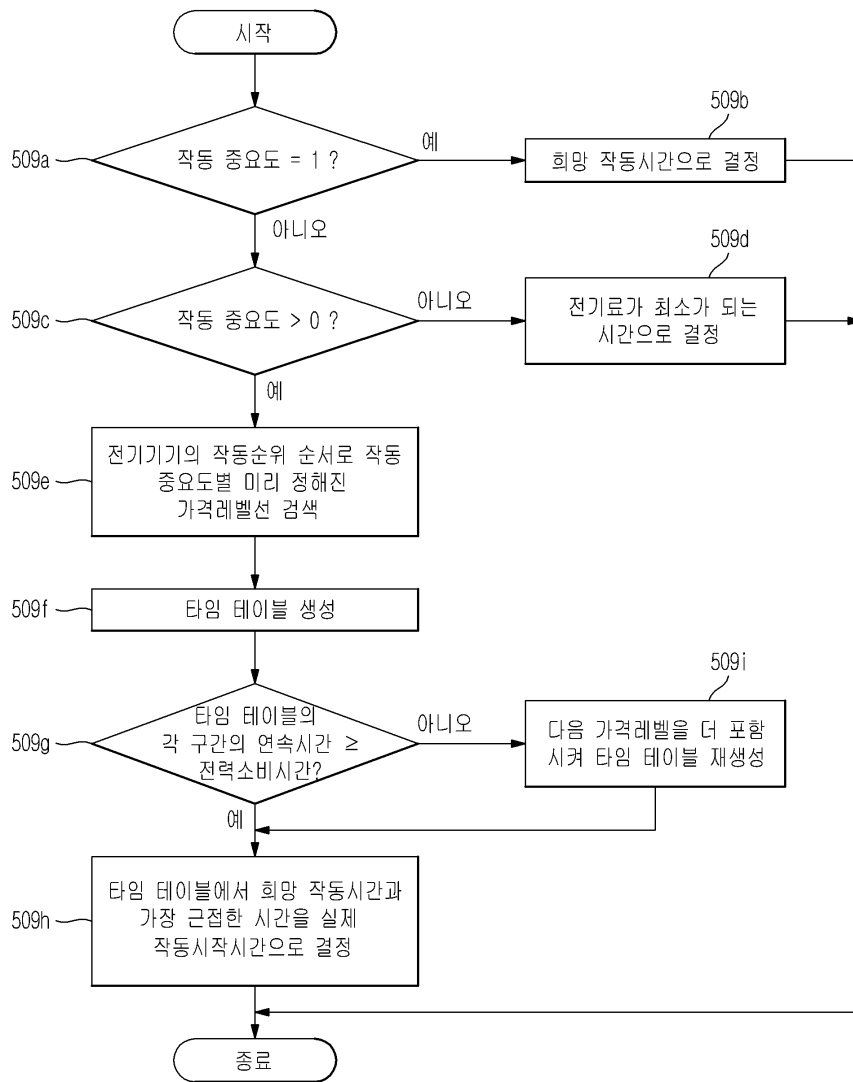 시작
509a
작동 중요도 = 1 ?
예
509b
희망 작동시간으로 결정
아니오
509c
작동 중요도 > 0 ?
아니오
509d
전기료가 최소가 되는
시간으로 결정
예
509e
전기기기의 작동순위 순서로 작동
중요도별 미리 정해진
가격레벨선 검색
509f
타임 테이블 생성
509g
타임 테이블의
각 구간의 연속시간 ≥
전력소비시간?
아니오
509i
다음 가격레벨을 더 포함
시켜 타임 테이블 재생성
예
509h
타임 테이블에서 희망 작동시간과
가장 근접한 시간을 실제
작동시작시간으로 결정
종료